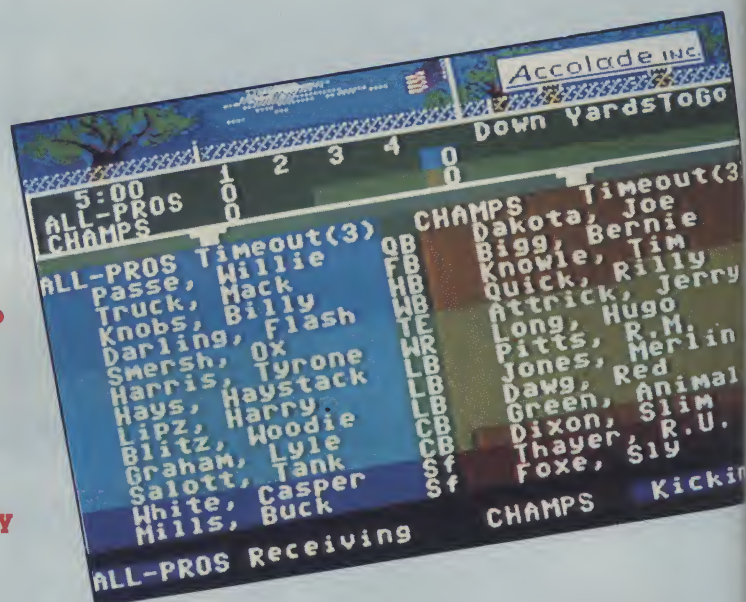 Accolade INC.
1 2 3 4 Down YardsToGo
5:00 0 0
ALL-PROS 0 0
CHAMPS
ALL-PROS Timeout(3) CHAMPS Timeout(3
Passe, Willie QB Dakota, Joe
Truck, Mack FB Bigg, Bernie
Knobs, Billy HB Knowle, Tim
Darling, Flash WB Quick, Rilly
Smersh, Ox TE Attrick, Jerry
Harris, Tyrone WR Long, Hugo
Hays, Haystack LB Pitts, R.M.
Lipz, Harry LB Jones, Merlin
Blitz, Woodie LB Dawg, Red
Graham, Lyle CB Green, Animal
Salott, Tank CB Dixon, Slim
White, Casper Sf Thayer, R.U.
Mills, Buck Sf Foxe, Sly
ALL-PROS Receiving CHAMPS Kickin
Y